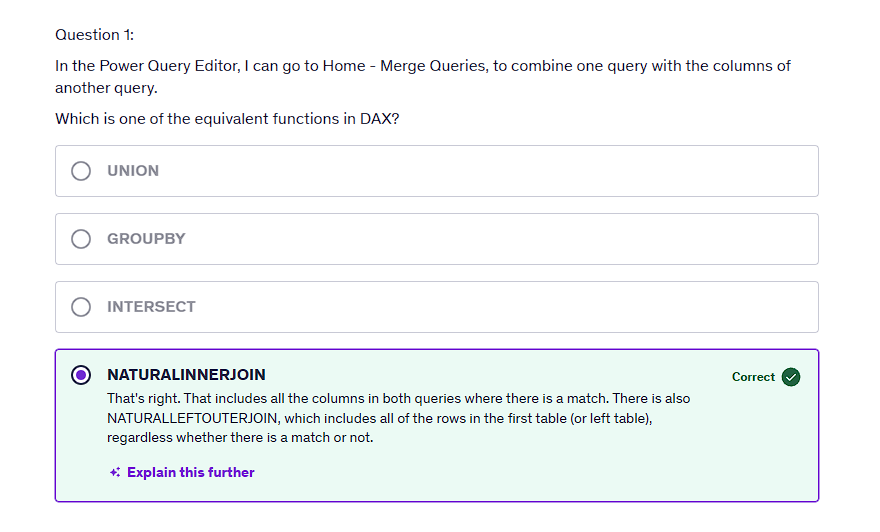 Question 1:
In the Power Query Editor, I can go to Home - Merge Queries, to combine one query with the columns of
another query.
Which is one of the equivalent functions in DAX?
UNION
GROUPBY
INTERSECT
NATURALINNERJOIN
Correct
That's right. That includes all the columns in both queries where there is a match. There is also
NATURALLEFTOUTERJOIN, which includes all of the rows in the first table (or left table),
regardless whether there is a match or not.
Explain this further